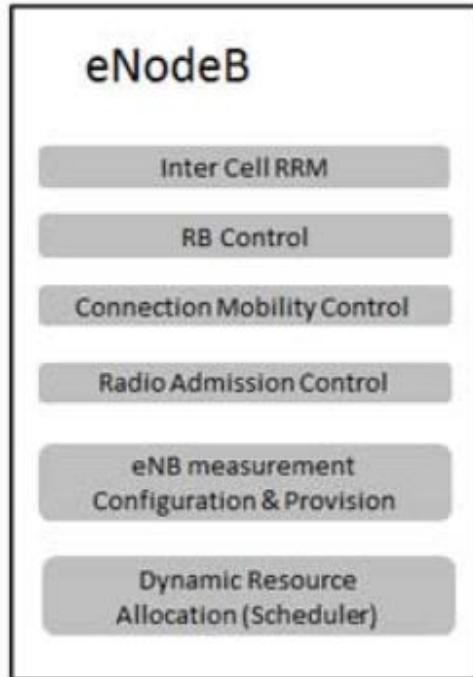 eNodeB
Inter Cell RRM
RB Control
Connection Mobility Control
Radio Admission Control
eNB measurement
Configuration & Provision
Dynamic Resource
Allocation (Scheduler)